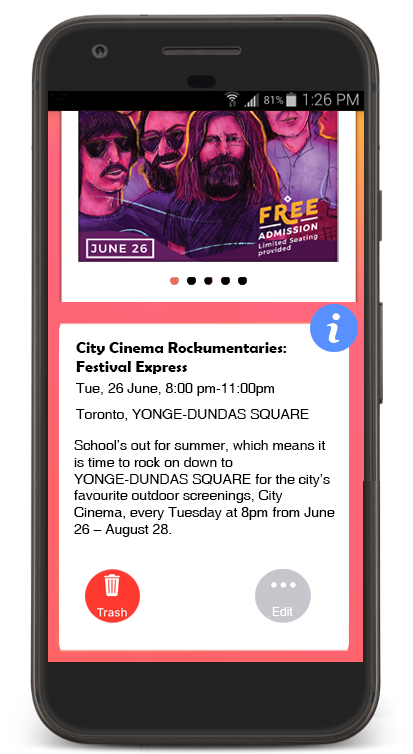 81% 1:26 PM
FREE
ADMISSION
Limited Seating
provided
JUNE 26
i
City Cinema Rockumentaries:
Festival Express
Tue, 26 June, 8:00 pm-11:00pm
Toronto, YONGE-DUNDAS SQUARE
School’s out for summer, which means it
is time to rock on down to
YONGE-DUNDAS SQUARE for the city’s
favourite outdoor screenings, City
Cinema, every Tuesday at 8pm from June
26 – August 28.
Trash
Edit